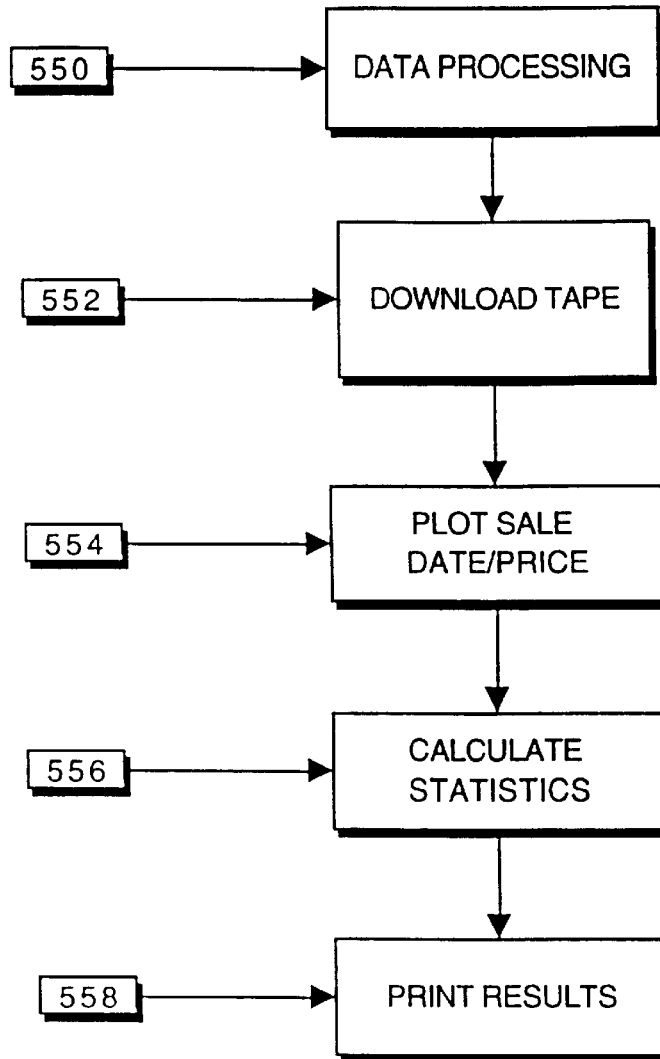 550
DATA PROCESSING
552
DOWNLOAD TAPE
554
PLOT SALE
DATE/PRICE
556
CALCULATE
STATISTICS
558
PRINT RESULTS